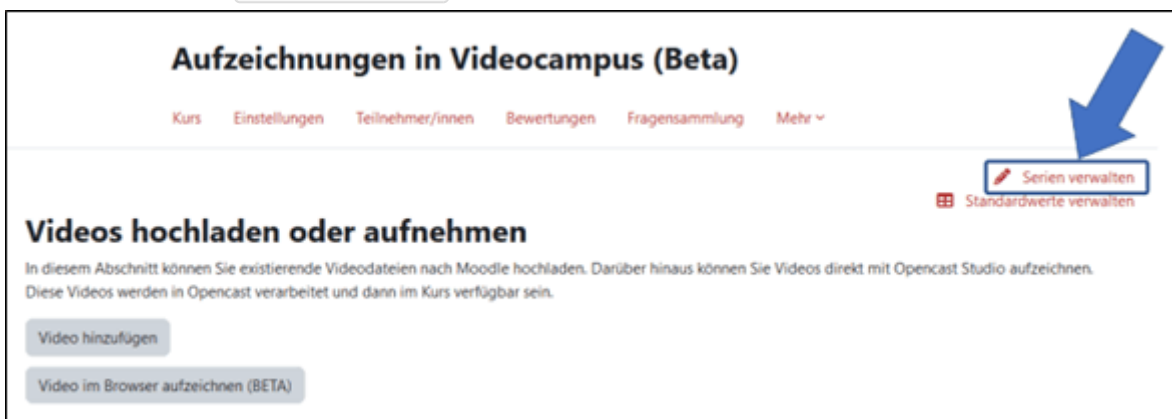 Aufzeichnungen in Videocampus (Beta)
Kurs Einstellungen Teilnehmer/innen Bewertungen Fragensammlung Mehr
Serien verwalten
Standardwerte verwalten
Videos hochladen oder aufnehmen
In diesem Abschnitt können Sie existierende Videodateien nach Moodle hochladen. Darüber hinaus können Sie Videos direkt mit Opencast Studio aufzeichnen.
Diese Videos werden in Opencast verarbeitet und dann im Kurs verfügbar sein.
Video hinzufügen
Video im Browser aufzeichnen (BETA)